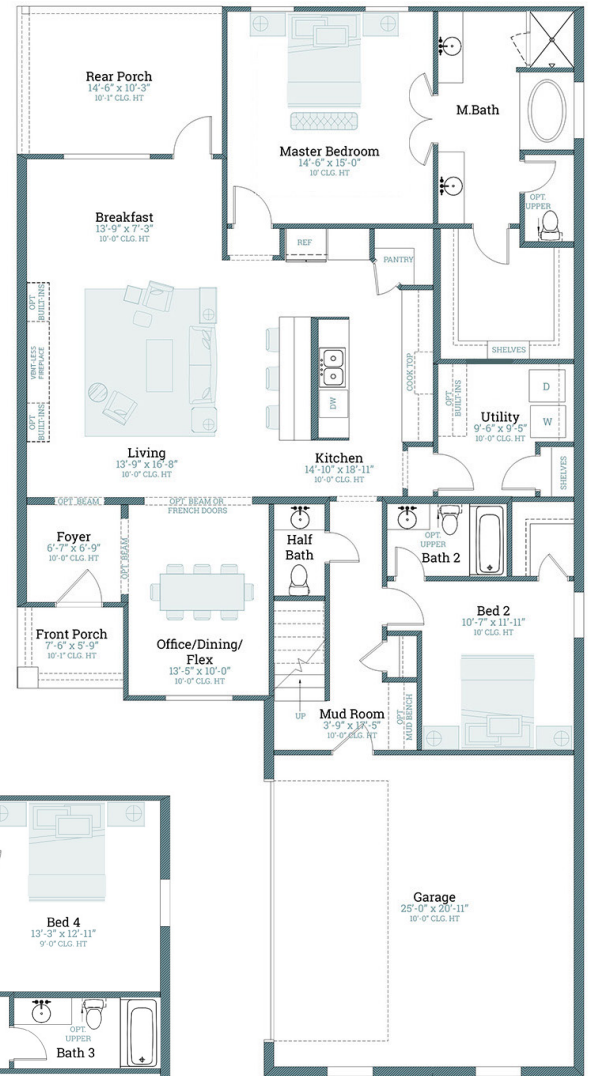 Rear Porch
14'-6" x 10'-3"
10'-1" CLG. HT
Master Bedroom
14'-6" x 15'-0"
10' CLG. HT
M.Bath
OPT.
UPPER
Breakfast
13'-9" x 7'-3"
10'-0" CLG. HT
REF
PANTRY
SHELVES
OPT
BUILT-INS
VENT-LESS
FIREPLACE
OPT
BUILT-INS
COOK TOP
DW
OPT
BUILT-INS
D
W
Utility
9'-6" x 9'-5"
10'-0" CLG. HT
SHELVES
Living
13'-9" x 16'-8"
10'-0" CLG. HT
Kitchen
14'-10" x 18'-11"
10'-0" CLG. HT
OPT. BEAM
OPT. BEAM OR
FRENCH DOORS
Foyer
6'-7" x 6'-9"
10'-0" CLG. HT
OPT. BEAM
Half
Bath
OPT.
UPPER
Bath 2
Bed 2
10'-7" x 11'-11"
10' CLG. HT
Front Porch
7'-6" x 5'-9"
10'-1" CLG. HT
Office/Dining/
Flex
13'-5" x 10'-0"
10'-0" CLG. HT
UP
Mud Room
3'-9" x 17'-5"
10'-0" CLG. HT
OPT
MUD BENCH
Garage
25'-0" x 20'-11"
10'-0" CLG. HT
Bed 4
13'-3" x 12'-11"
9'-0" CLG. HT
OPT.
UPPER
Bath 3